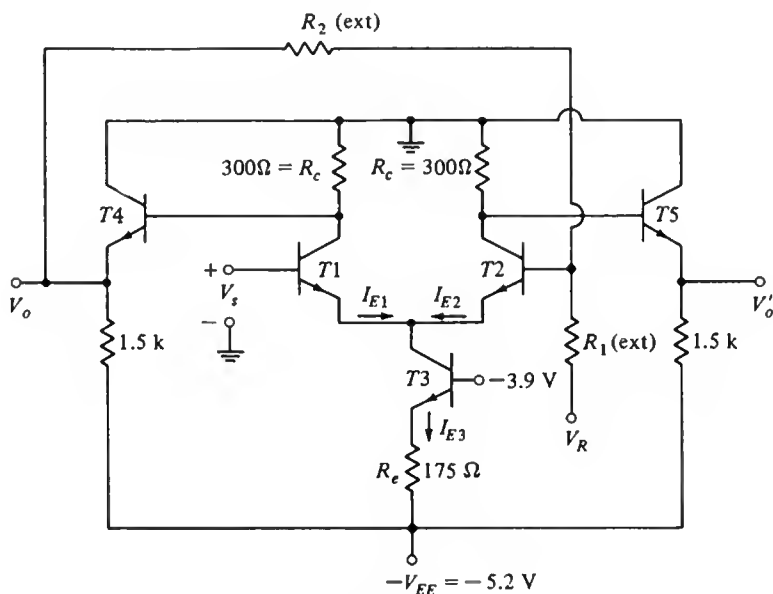 R₂ (ext)
300Ω = R_c
R_c = 300Ω
T4
T5
+
V_s
−
T1
T2
V_o
V′_o
I_E1
I_E2
1.5 k
R₁ (ext)
1.5 k
T3
−3.9 V
I_E3
V_R
R_e
175 Ω
−V_EE = −5.2 V